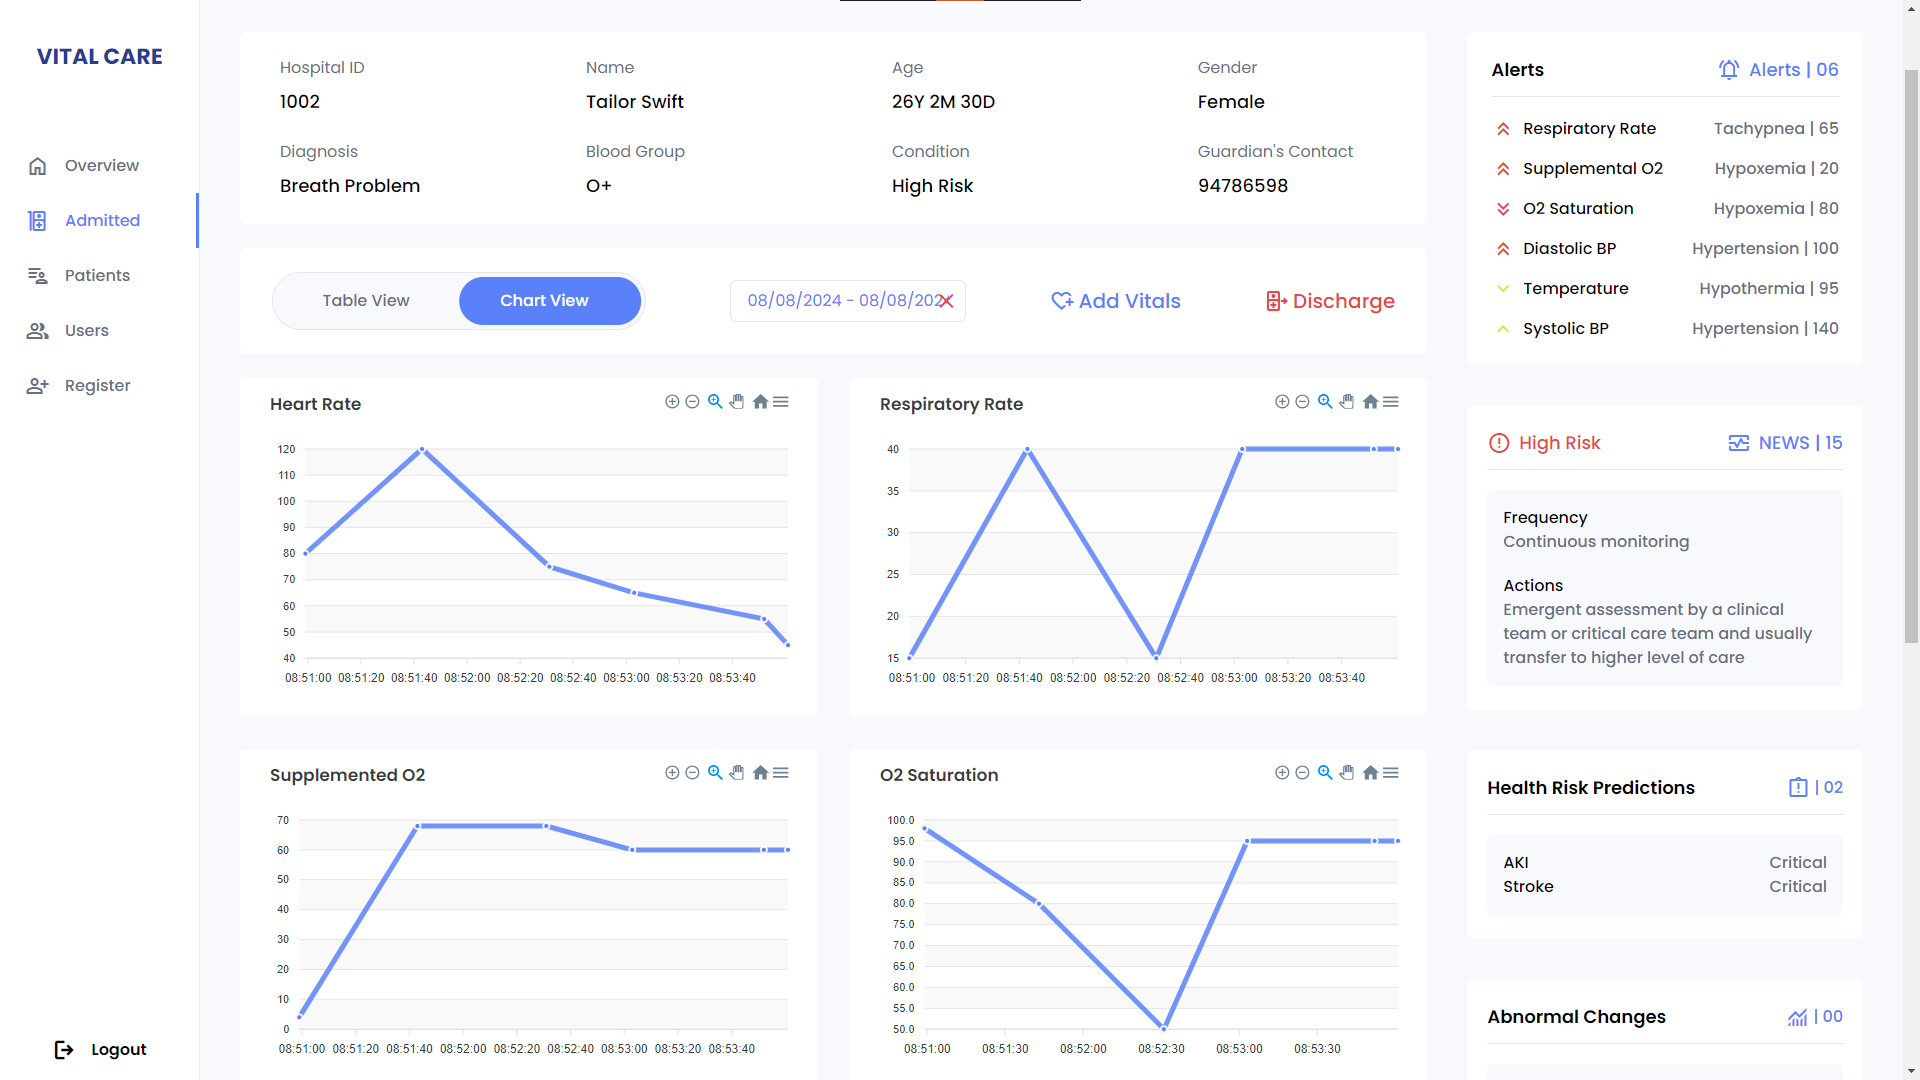 VITAL CARE
Overview
Admitted
Patients
Users
Register
Logout
Hospital ID Name Age Gender
1002 Tailor Swift 26Y 2M 30D Female
Diagnosis Blood Group Condition Guardian's Contact
Breath Problem O+ High Risk 94786598
Table View Chart View 08/08/2024 - 08/08/202 Add Vitals Discharge
Heart Rate
120
110
100
90
80
70
60
50
40
08:51:00 08:51:20 08:51:40 08:52:00 08:52:20 08:52:40 08:53:00 08:53:20 08:53:40
Respiratory Rate
40
35
30
25
20
15
08:51:00 08:51:20 08:51:40 08:52:00 08:52:20 08:52:40 08:53:00 08:53:20 08:53:40
Supplemented O2
70
60
50
40
30
20
10
0
08:51:00 08:51:20 08:51:40 08:52:00 08:52:20 08:52:40 08:53:00 08:53:20 08:53:40
O2 Saturation
100.0
95.0
90.0
85.0
80.0
75.0
70.0
65.0
60.0
55.0
50.0
08:51:00 08:51:30 08:52:00 08:52:30 08:53:00 08:53:30
Alerts Alerts | 06
Respiratory Rate Tachypnea | 65
Supplemental O2 Hypoxemia | 20
O2 Saturation Hypoxemia | 80
Diastolic BP Hypertension | 100
Temperature Hypothermia | 95
Systolic BP Hypertension | 140
High Risk NEWS | 15
Frequency
Continuous monitoring
Actions
Emergent assessment by a clinical
team or critical care team and usually
transfer to higher level of care
Health Risk Predictions | 02
AKI Critical
Stroke Critical
Abnormal Changes | 00